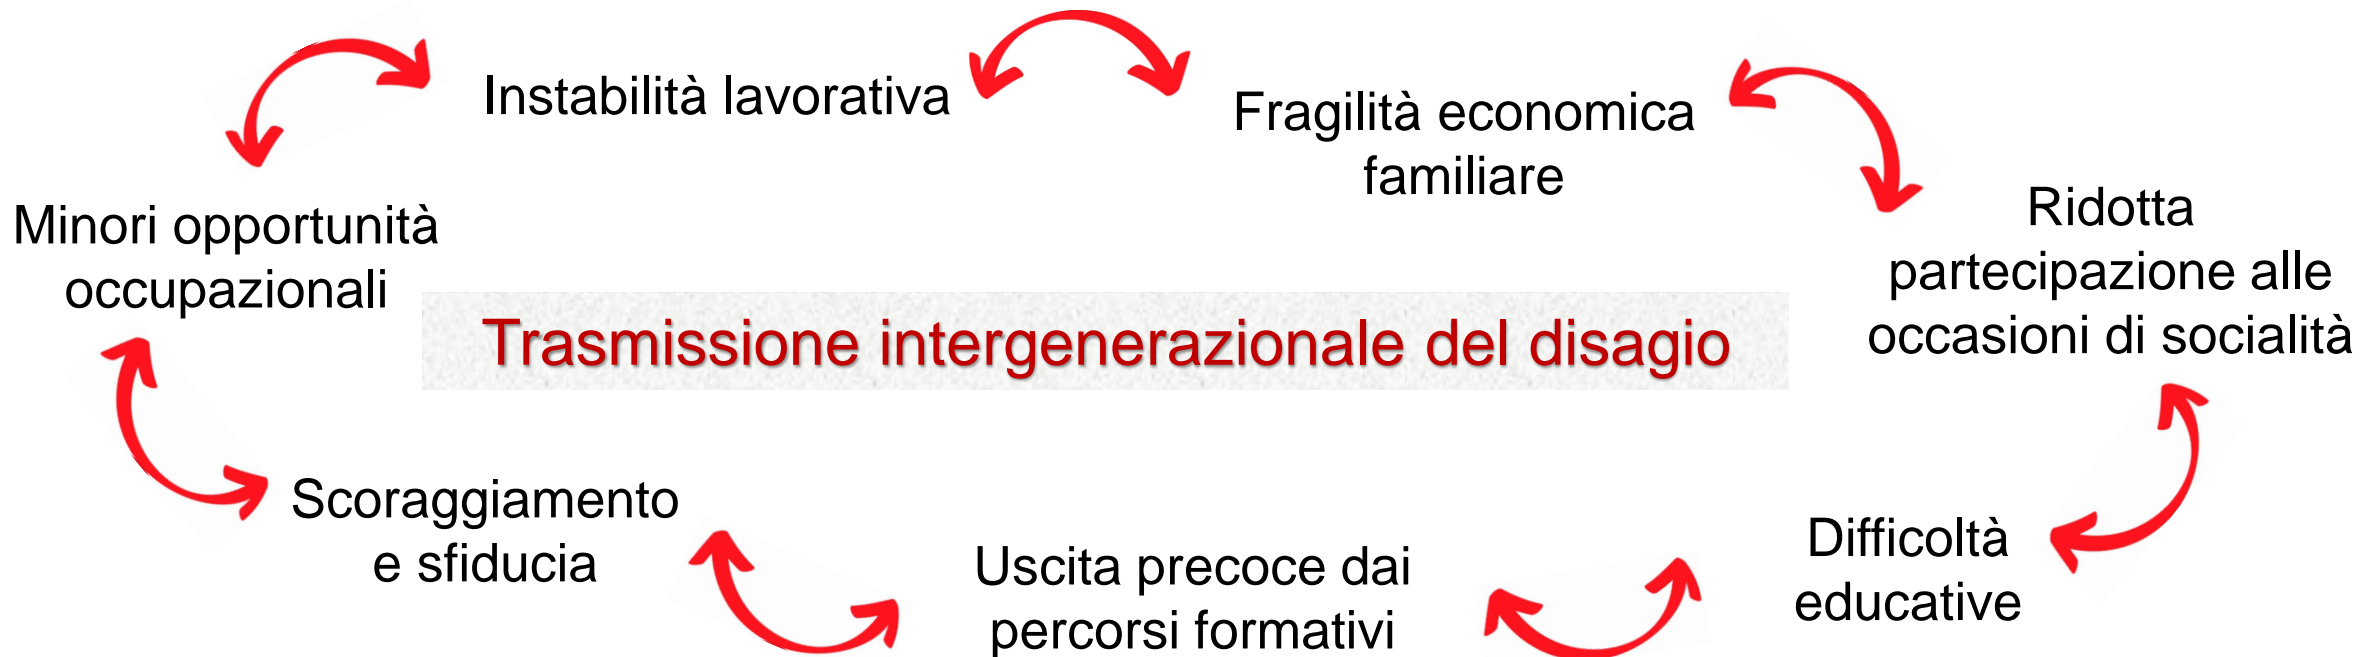 Instabilità lavorativa
Fragilità economica
familiare
Ridotta
partecipazione alle
occasioni di socialità
Minori opportunità
occupazionali
Trasmissione intergenerazionale del disagio
Scoraggiamento
e sfiducia
Uscita precoce dai
percorsi formativi
Difficoltà
educative